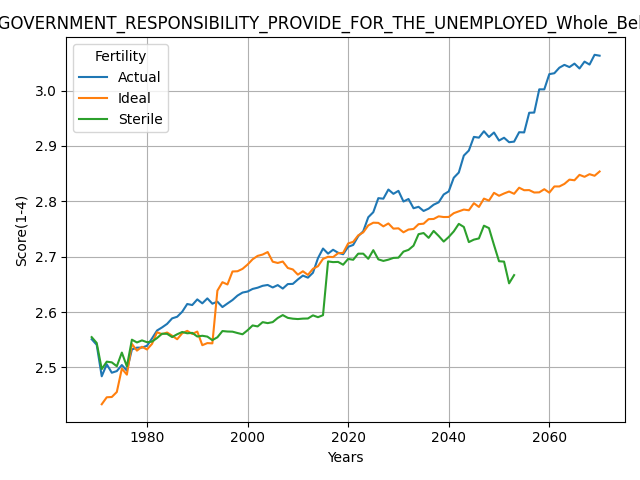 GOVERNMENT_RESPONSIBILITY_PROVIDE_FOR_THE_UNEMPLOYED_Whole_Bel
Fertility
Actual
Ideal
Sterile
Score(1-4)
3.0
2.9
2.8
2.7
2.6
2.5
1980 2000 2020 2040 2060
Years